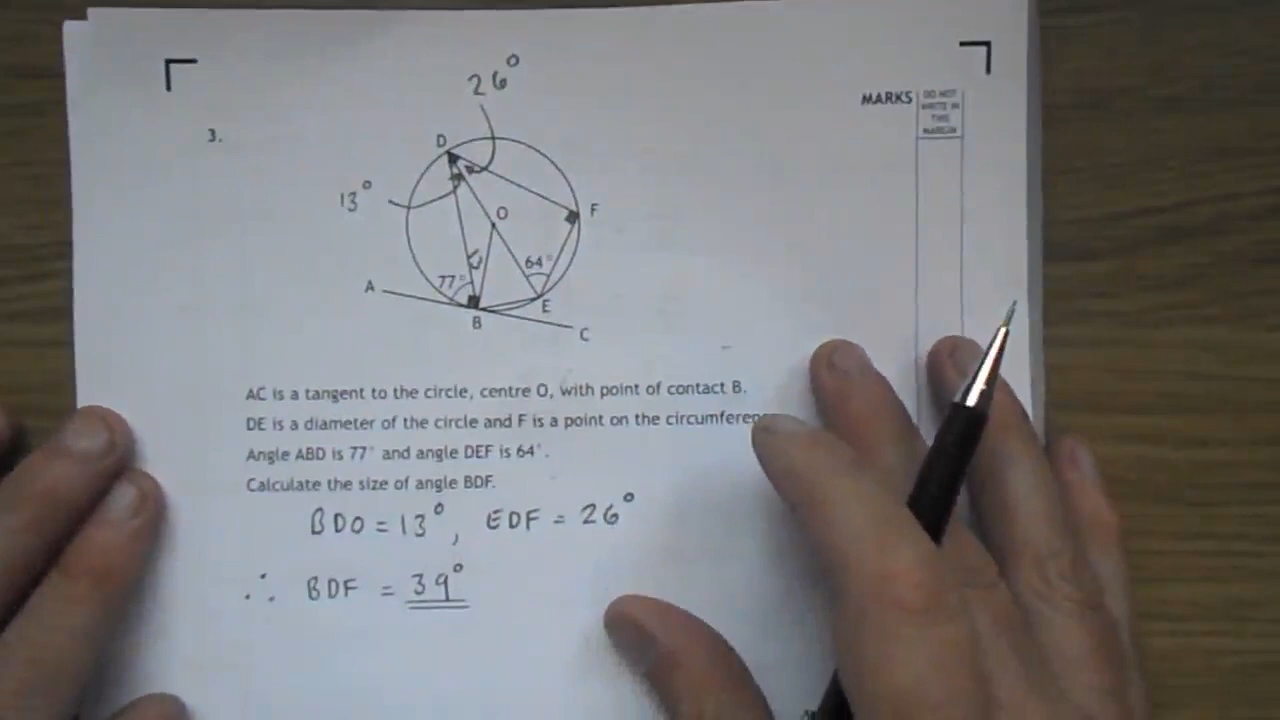 26°
MARKS
DO NOT
WRITE IN
THIS
MARGIN
3.
D
13°
O
F
64°
77°
A
E
B
C
AC is a tangent to the circle, centre O, with point of contact B.
DE is a diameter of the circle and F is a point on the
Angle ABD is 77° and angle DEF is 64°.
Calculate the size of angle BDF.
BDO = 13°, EDF = 26°
∴ BDF = 39°